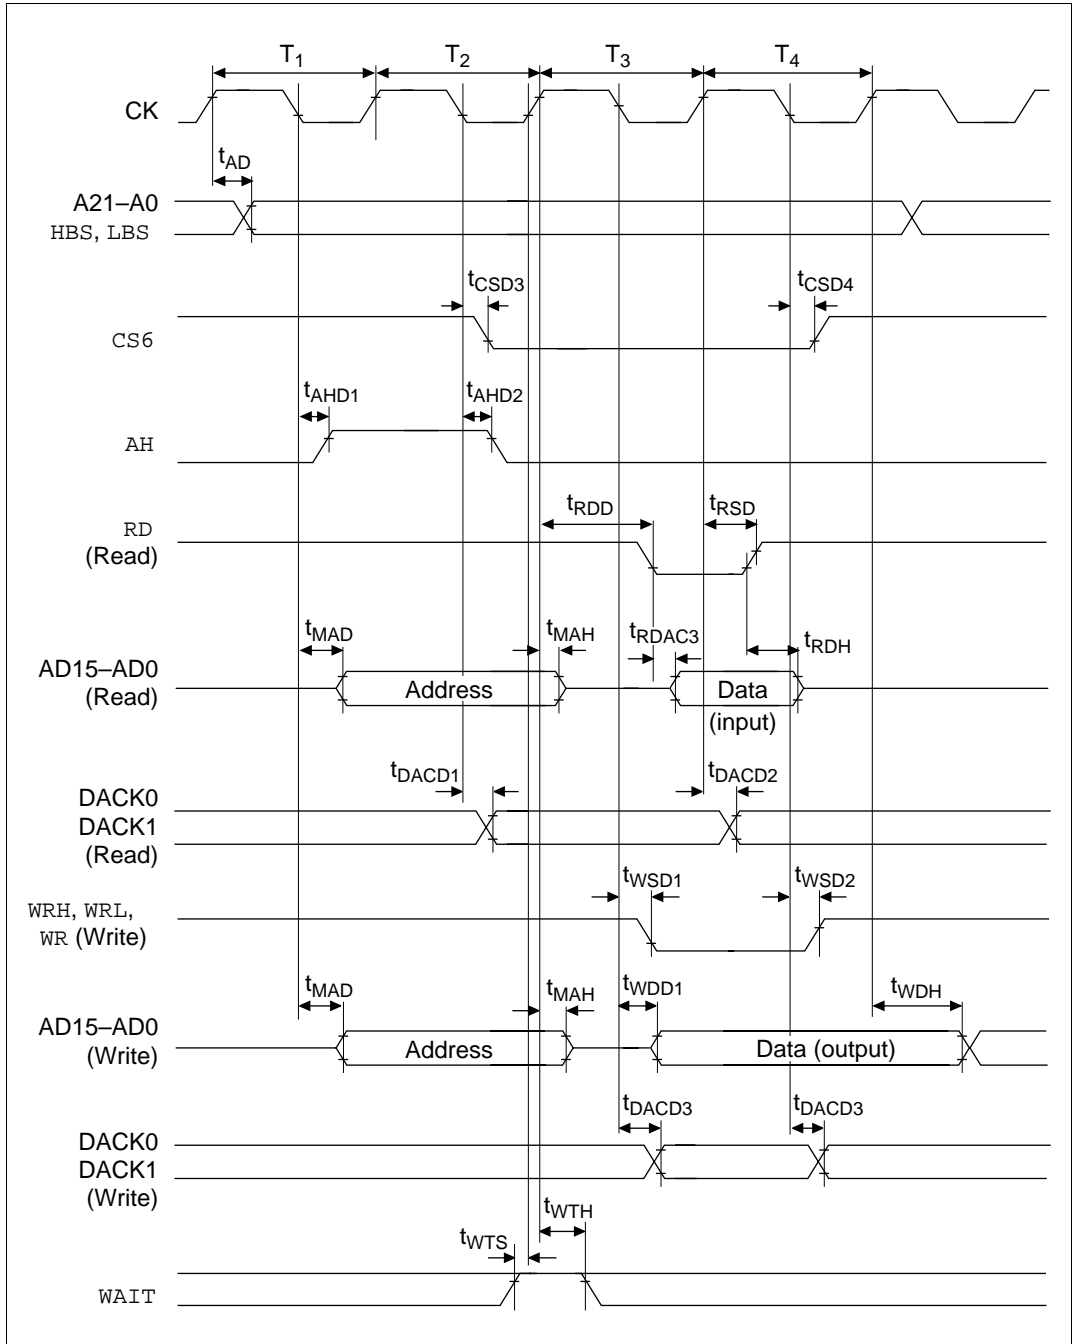 T1 T2 T3 T4
CK
tAD
A21–A0
HBS, LBS
tCSD3 tCSD4
CS6
tAHD1 tAHD2
AH
tRDD tRSD
RD
(Read)
tMAD tMAH tRDAC3 tRDH
AD15–AD0
(Read)
Address Data
(input)
tDACD1 tDACD2
DACK0
DACK1
(Read)
tWSD1 tWSD2
WRH, WRL,
WR (Write)
tMAD tMAH tWDD1 tWDH
AD15–AD0
(Write)
Address Data (output)
tDACD3 tDACD3
DACK0
DACK1
(Write)
tWTH
tWTS
WAIT